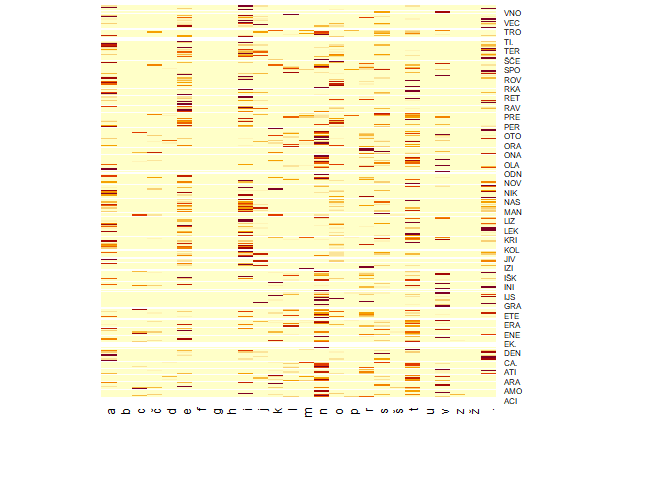 VNO
VEC
TRO
TI.
TER
ŠČE
SPO
ROV
RKA
RET
RAV
PRE
PER
OTO
ORA
ONA
OLA
ODN
NOV
NIK
NAS
MAN
LIZ
LEK
KRI
KOL
JIV
IZI
IŠK
INI
IJS
GRA
ETE
ERA
ENE
EK.
DEN
CA.
ATI
ARA
AMO
ACI
a b c č d e f g h i j k l m n o p r s š t u v z ž .